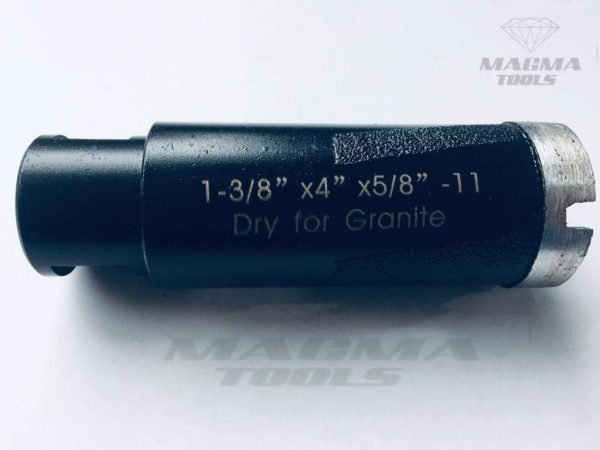 MAGMA
TOOLS
1-3/8” x4” x5/8” -11
Dry for Granite
MAGMA
TOOLS